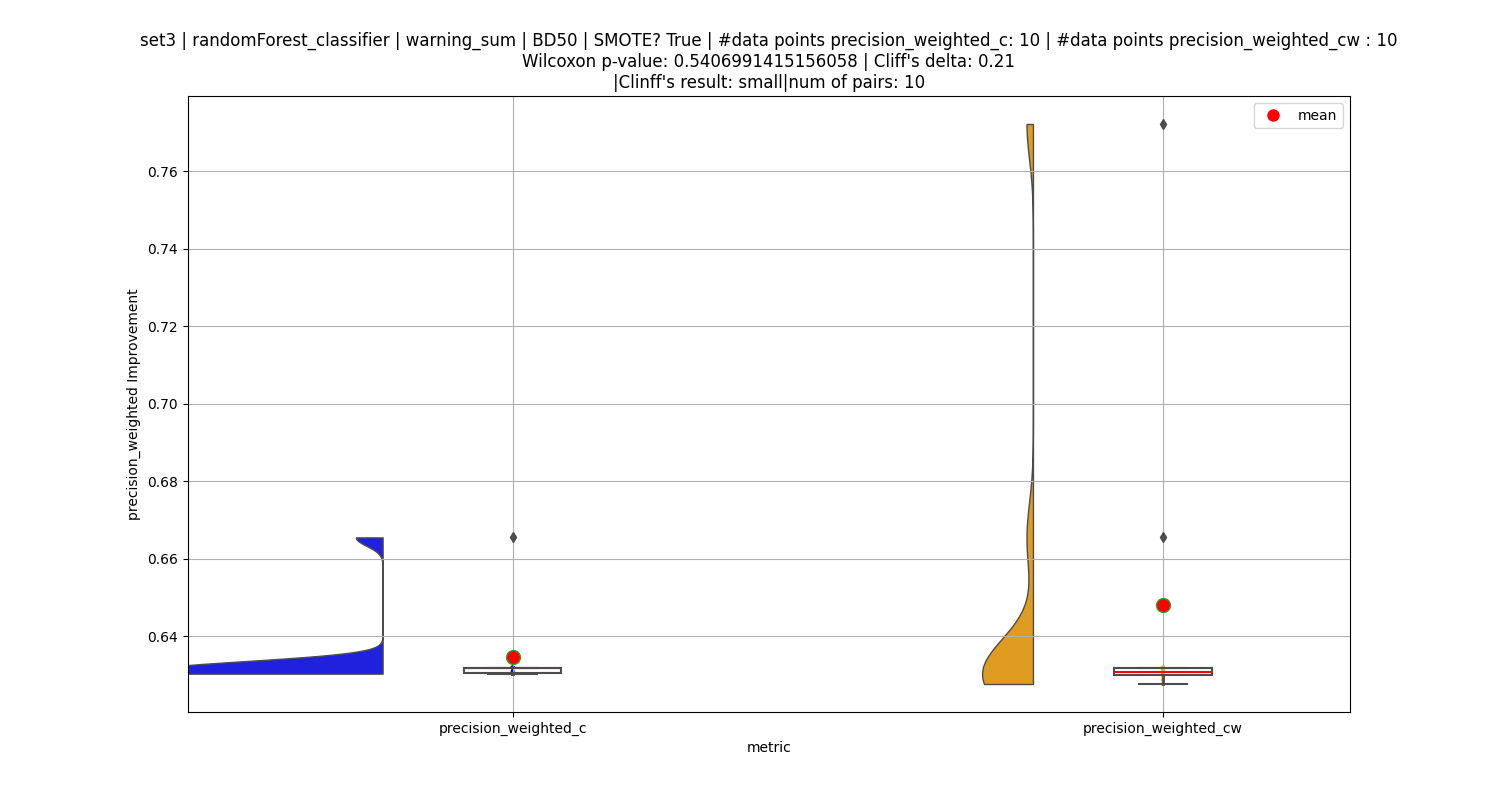 set3 | randomForest_classifier | warning_sum | BD50 | SMOTE? True | #data points precision_weighted_c: 10 | #data points precision_weighted_cw : 10
Wilcoxon p-value: 0.5406991415156058 | Cliff's delta: 0.21
|Clinff's result: small|num of pairs: 10
mean
0.76
0.74
0.72
0.70
0.68
0.66
0.64
precision_weighted Improvement
precision_weighted_c
precision_weighted_cw
metric